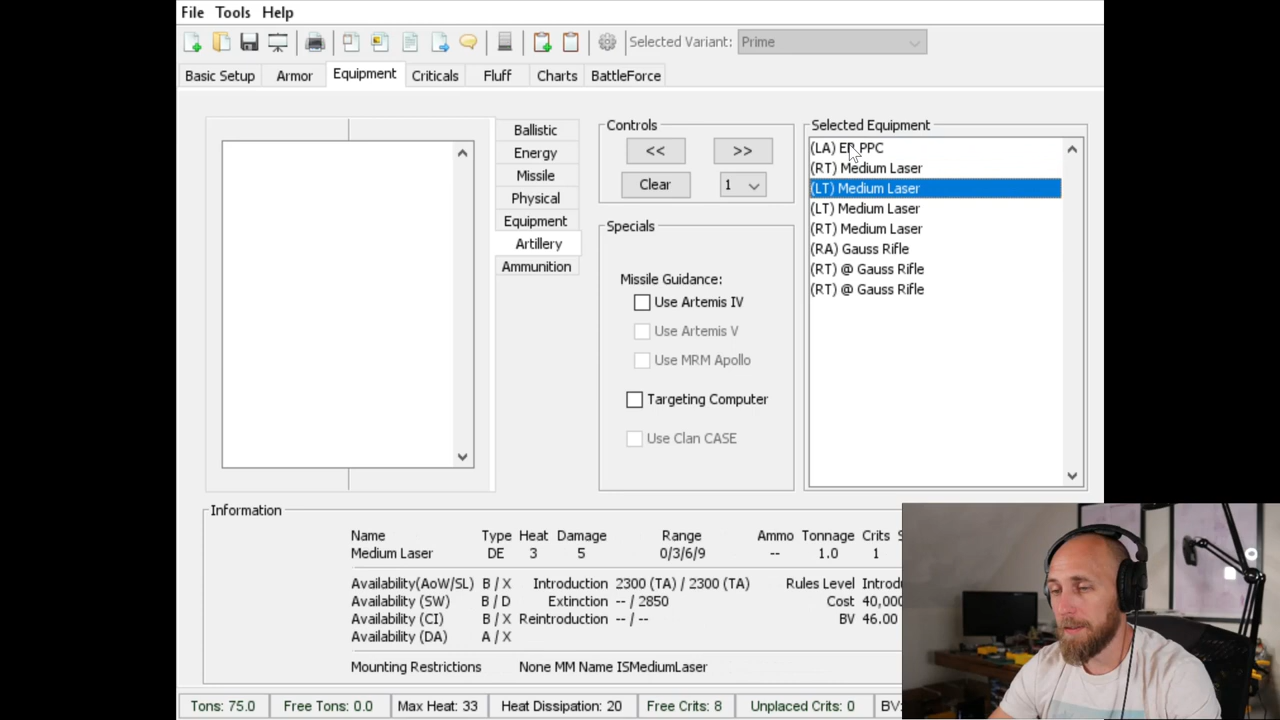 File Tools Help
Selected Variant: Prime
Basic Setup Armor Equipment Criticals Fluff Charts BattleForce
Ballistic
Energy
Missile
Physical
Equipment
Artillery
Ammunition
Controls
<< >>
Clear 1
Specials
Missile Guidance:
Use Artemis IV
Use Artemis V
Use MRM Apollo
Targeting Computer
Use Clan CASE
Selected Equipment
(LA) ER PPC
(RT) Medium Laser
(LT) Medium Laser
(LT) Medium Laser
(RT) Medium Laser
(RA) Gauss Rifle
(RT) @ Gauss Rifle
(RT) @ Gauss Rifle
Information
Name Type Heat Damage Range Ammo Tonnage Crits
Medium Laser DE 3 5 0/3/6/9 -- 1.0 1
Availability(AoW/SL) B / X Introduction 2300 (TA) / 2300 (TA) Rules Level
Availability (SW) B / D Extinction -- / 2850 Cost 40,000
Availability (CI) B / X Reintroduction -- / -- BV 46.00
Availability (DA) A / X
Mounting Restrictions None MM Name ISMediumLaser
Tons: 75.0 Free Tons: 0.0 Max Heat: 33 Heat Dissipation: 20 Free Crits: 8 Unplaced Crits: 0 BV: